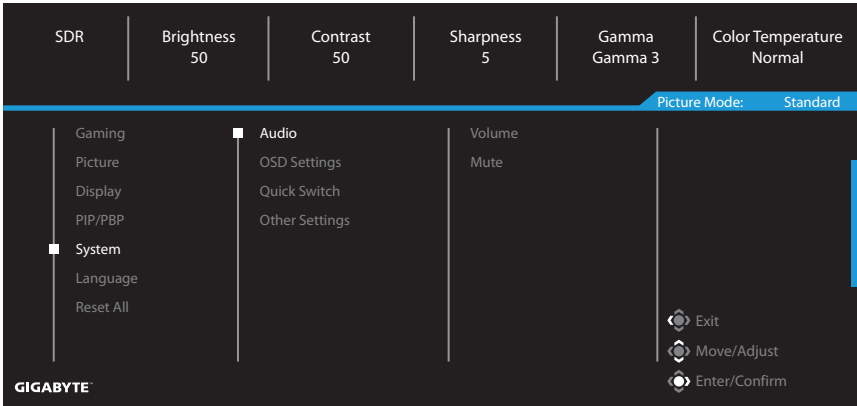 SDR Brightness Contrast Sharpness Gamma Color Temperature
50 50 5 Gamma 3 Normal
Picture Mode: Standard
Gaming Audio Volume
Picture OSD Settings Mute
Display Quick Switch
PIP/PBP Other Settings
System
Language
Reset All
Exit
Move/Adjust
Enter/Confirm
GIGABYTE™